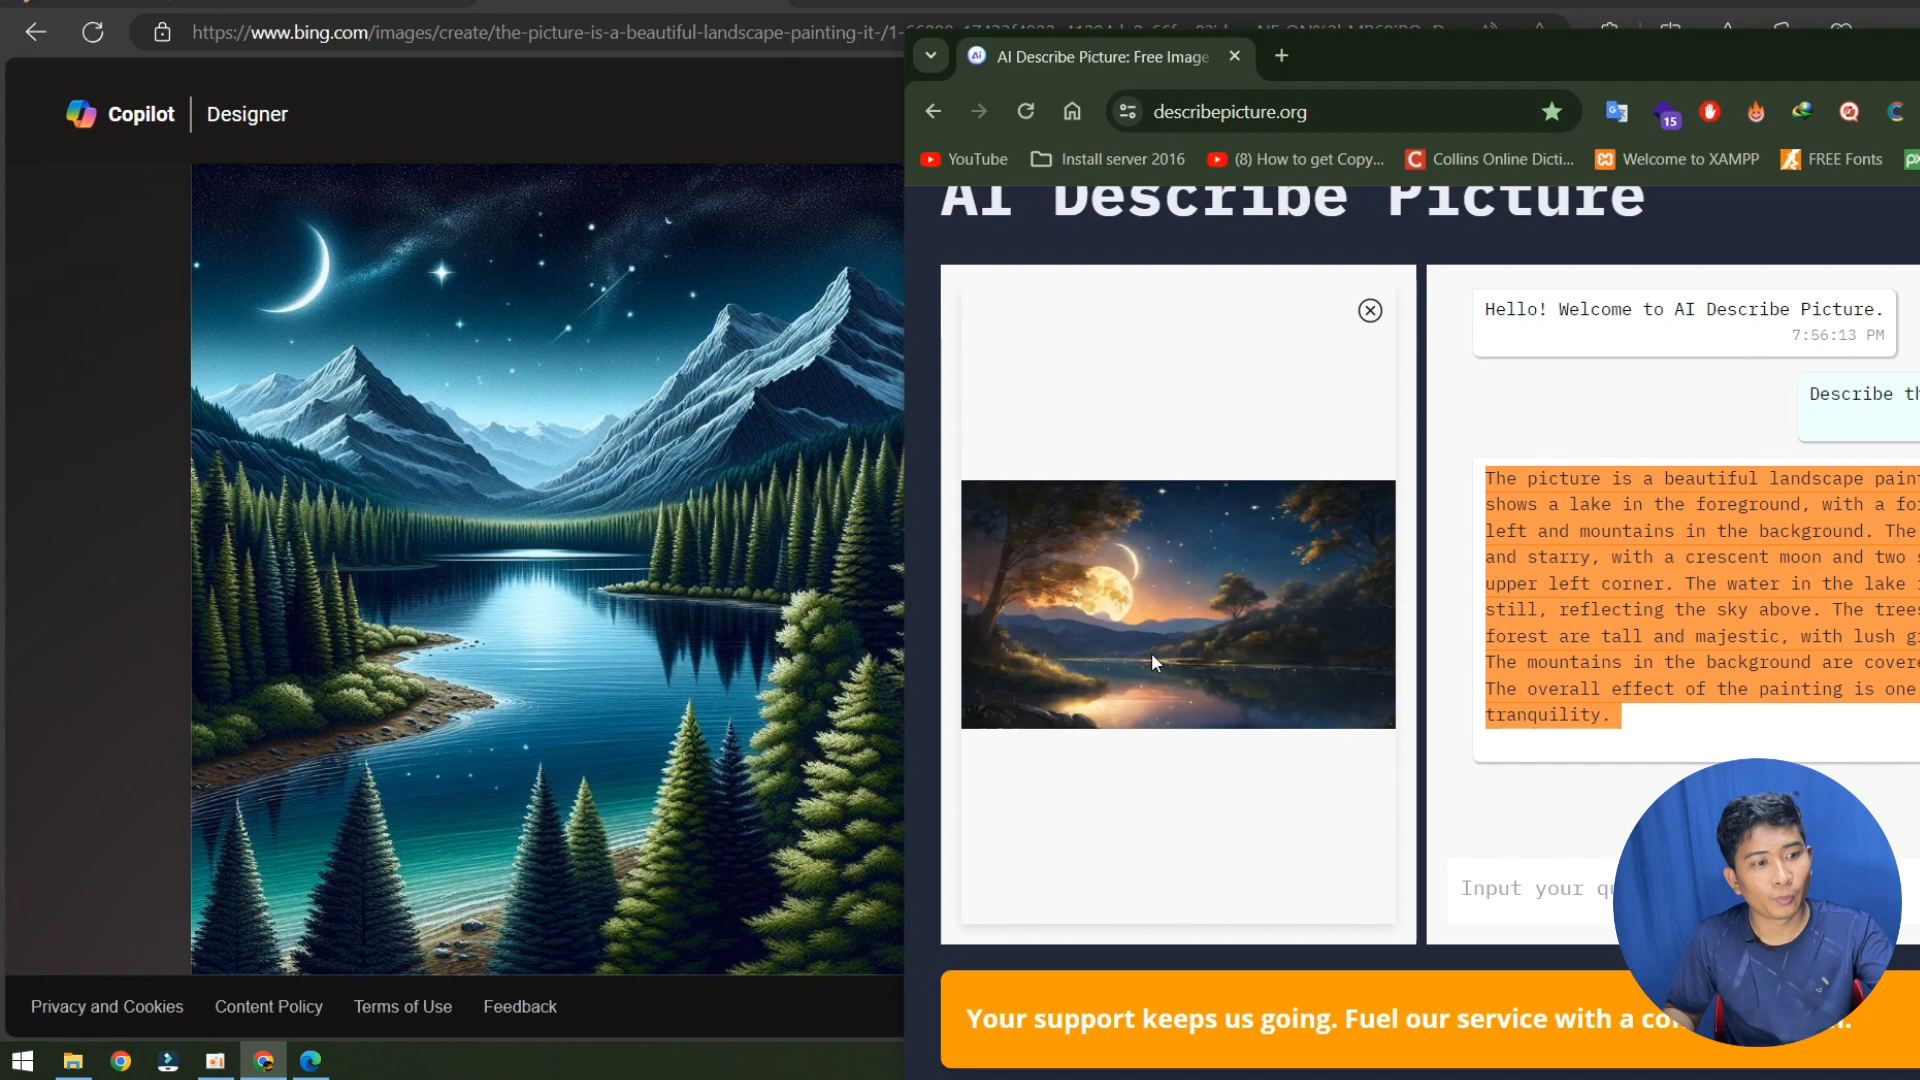 https://www.bing.com/images/create/the-picture-is-a-beautiful-landscape-painting-it-/1-
Copilot
Designer
Privacy and Cookies
Content Policy
Terms of Use
Feedback
AI Describe Picture: Free Image
describepicture.org
15
YouTube
Install server 2016
(8) How to get Copy...
Collins Online Dicti...
Welcome to XAMPP
FREE Fonts
AI Describe Picture
Hello! Welcome to AI Describe Picture.
7:56:13 PM
Describe th
The picture is a beautiful landscape paint
shows a lake in the foreground, with a for
left and mountains in the background. The
and starry, with a crescent moon and two s
upper left corner. The water in the lake
still, reflecting the sky above. The trees
forest are tall and majestic, with lush g
The mountains in the background are covere
The overall effect of the painting is one
tranquility.
Input your qu
Your support keeps us going. Fuel our service with a co